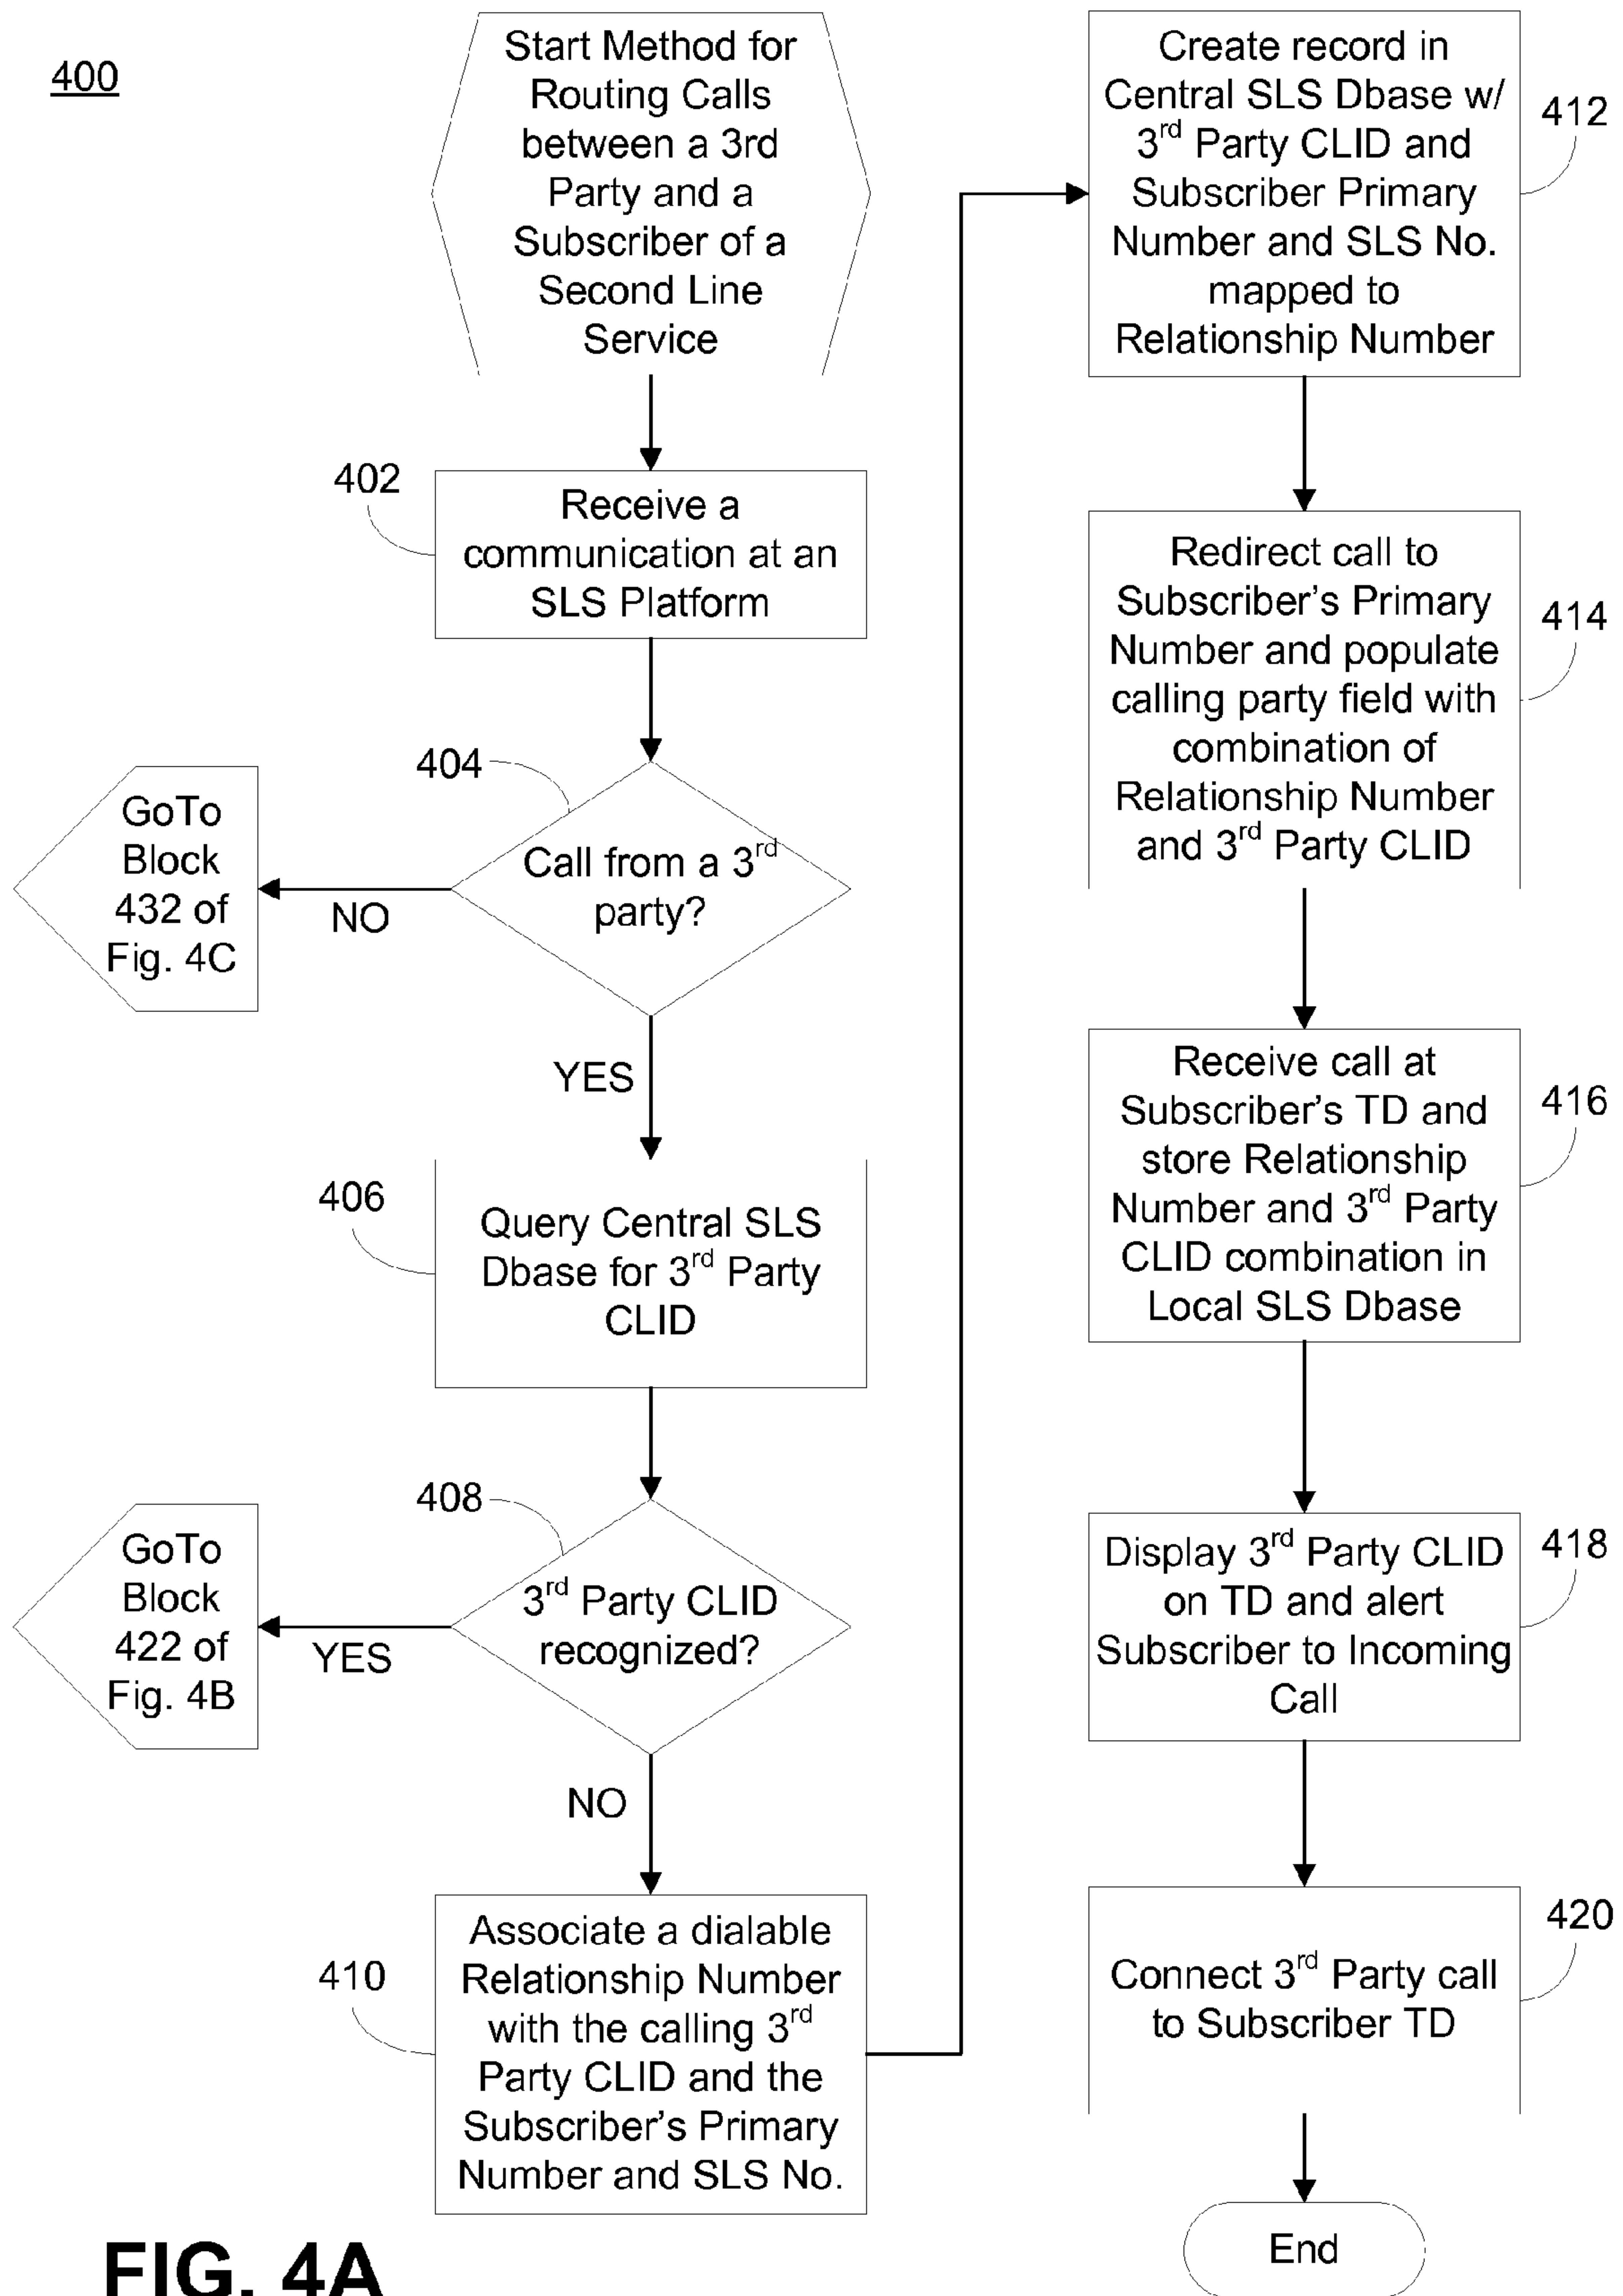 400
Start Method for
Routing Calls
between a 3rd
Party and a
Subscriber of a
Second Line
Service
402
Receive a
communication at an
SLS Platform
404
Call from a 3rd
party?
NO
GoTo
Block
432 of
Fig. 4C
YES
406
Query Central SLS
Dbase for 3rd Party
CLID
408
3rd Party CLID
recognized?
YES
GoTo
Block
422 of
Fig. 4B
NO
410
Associate a dialable
Relationship Number
with the calling 3rd
Party CLID and the
Subscriber's Primary
Number and SLS No.
Create record in
Central SLS Dbase w/
3rd Party CLID and
Subscriber Primary
Number and SLS No.
mapped to
Relationship Number
412
Redirect call to
Subscriber's Primary
Number and populate
calling party field with
combination of
Relationship Number
and 3rd Party CLID
414
Receive call at
Subscriber's TD and
store Relationship
Number and 3rd Party
CLID combination in
Local SLS Dbase
416
Display 3rd Party CLID
on TD and alert
Subscriber to Incoming
Call
418
Connect 3rd Party call
to Subscriber TD
420
End
FIG. 4A